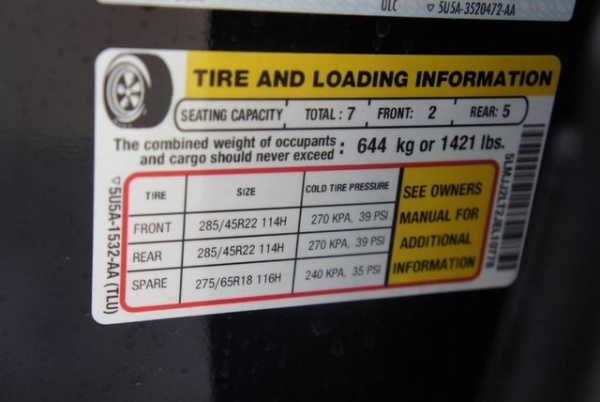 ULC ▽ 5U5A-3520472-AA
TIRE AND LOADING INFORMATION
SEATING CAPACITY TOTAL : 7 FRONT: 2 REAR: 5
The combined weight of occupants
and cargo should never exceed : 644 kg or 1421 lbs.
TIRE SIZE COLD TIRE PRESSURE
FRONT 285/45R22 114H 270 KPA, 39 PSI
REAR 285/45R22 114H 270 KPA, 39 PSI
SPARE 275/65R18 116H 240 KPA, 35 PSI
SEE OWNERS
MANUAL FOR
ADDITIONAL
INFORMATION
▽5U5A-1532-AA (TLU)